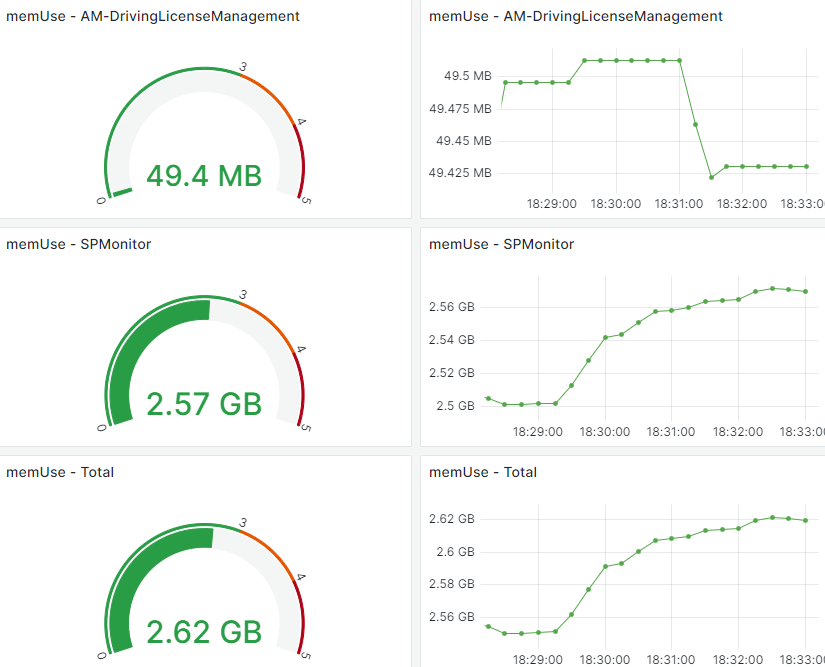 memUse - AM-DrivingLicenseManagement
0
3
4
5
49.4 MB
memUse - AM-DrivingLicenseManagement
49.5 MB
49.475 MB
49.45 MB
49.425 MB
18:29:00 18:30:00 18:31:00 18:32:00 18:33:0
memUse - SPMonitor
0
3
4
5
2.57 GB
memUse - SPMonitor
2.56 GB
2.54 GB
2.52 GB
2.5 GB
18:29:00 18:30:00 18:31:00 18:32:00 18:33:0
memUse - Total
0
3
4
5
2.62 GB
memUse - Total
2.62 GB
2.6 GB
2.58 GB
2.56 GB
18:29:00 18:30:00 18:31:00 18:32:00 18:33:0